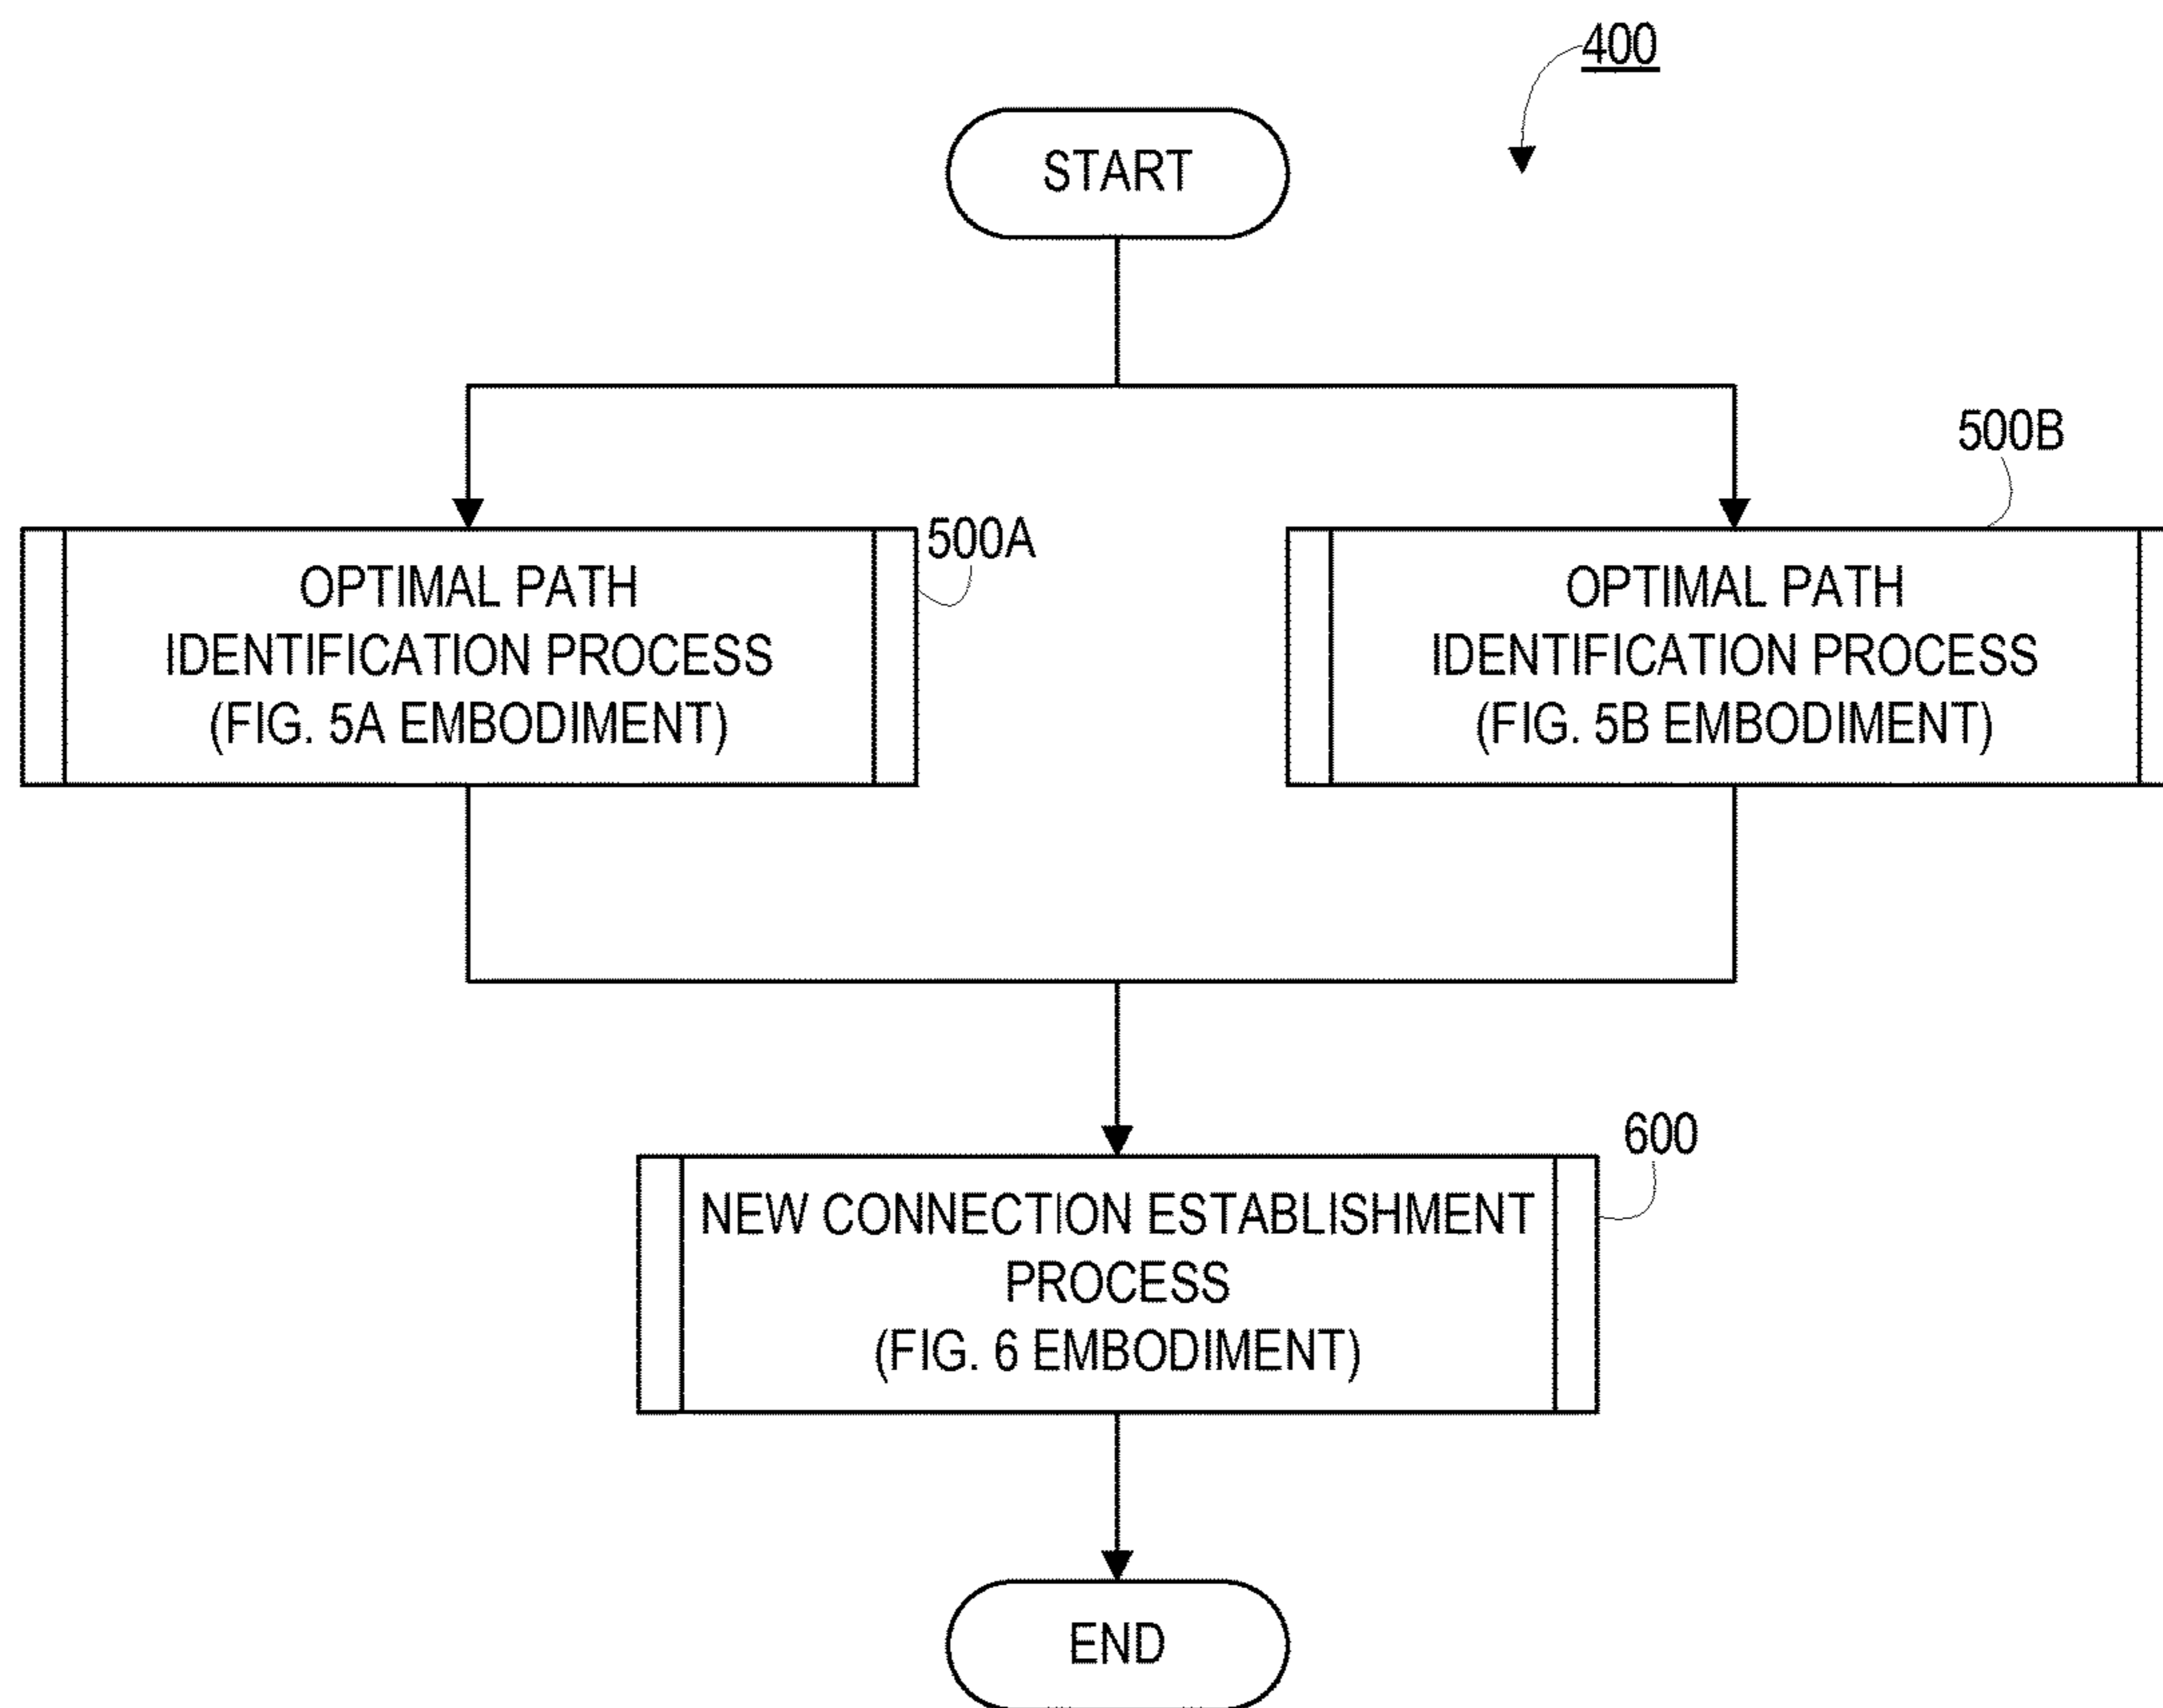 400
START
500B
500A
OPTIMAL PATH
IDENTIFICATION PROCESS
(FIG. 5A EMBODIMENT)
OPTIMAL PATH
IDENTIFICATION PROCESS
(FIG. 5B EMBODIMENT)
600
NEW CONNECTION ESTABLISHMENT
PROCESS
(FIG. 6 EMBODIMENT)
END